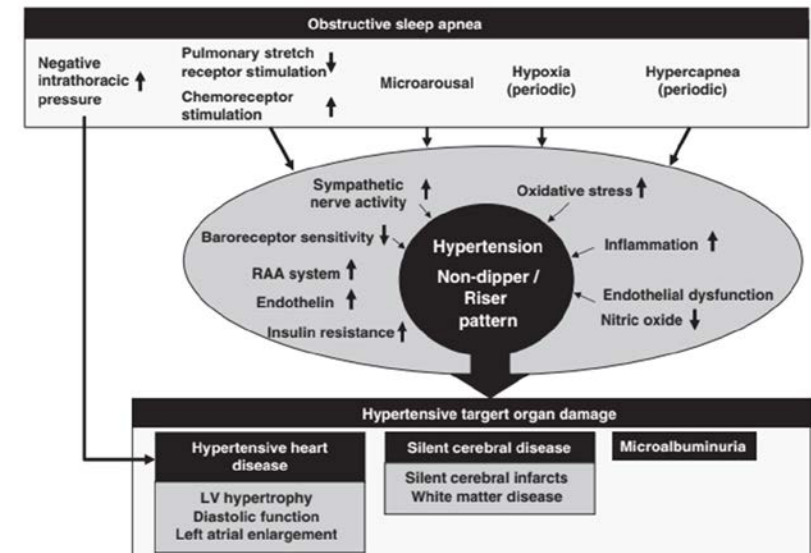 Obstructive sleep apnea
Negative
intrathoracic
pressure
Pulmonary stretch
receptor stimulation
Chemoreceptor
stimulation
Microarousal
Hypoxia
(periodic)
Hypercapnea
(periodic)
Sympathetic
nerve activity
Baroreceptor sensitivity
RAA system
Endothelin
Insulin resistance
Hypertension
Non-dipper /
Riser
pattern
Oxidative stress
Inflammation
Endothelial dysfunction
Nitric oxide
Hypertensive targert organ damage
Hypertensive heart
disease
LV hypertrophy
Diastolic function
Left atrial enlargement
Silent cerebral disease
Silent cerebral infarcts
White matter disease
Microalbuminuria